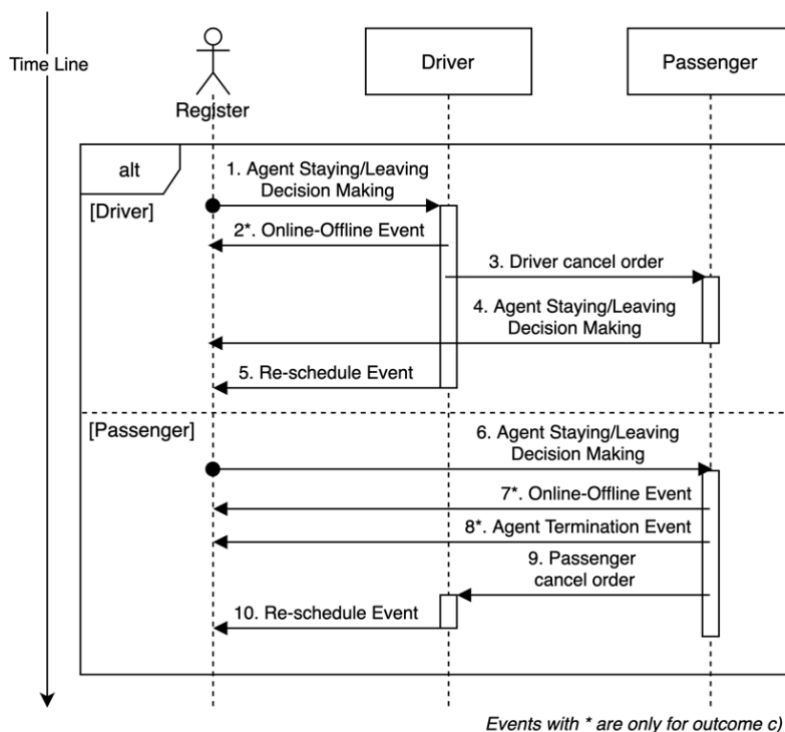 Time Line
Register
Driver
Passenger
alt
[Driver]
1. Agent Staying/Leaving
Decision Making
2*. Online-Offline Event
3. Driver cancel order
4. Agent Staying/Leaving
Decision Making
5. Re-schedule Event
[Passenger]
6. Agent Staying/Leaving
Decision Making
7*. Online-Offline Event
8*. Agent Termination Event
9. Passenger
cancel order
10. Re-schedule Event
Events with * are only for outcome c)